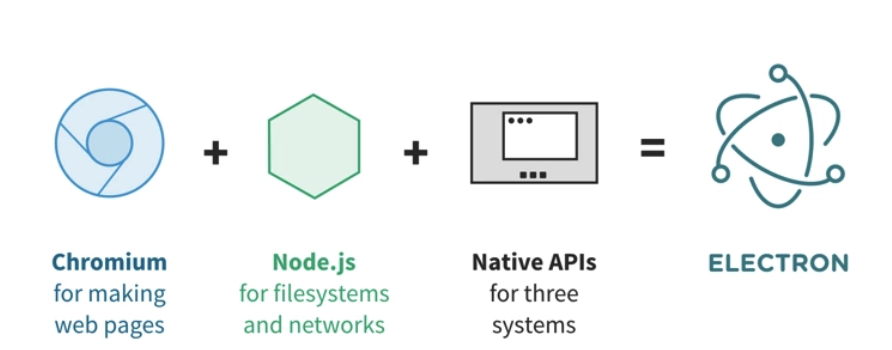 + + =
Chromium
for making
web pages
Node.js
for filesystems
and networks
Native APIs
for three
systems
ELECTRON